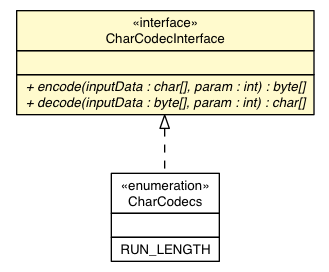 «interface»
CharCodecInterface
+ encode(inputData : char[], param : int) : byte[]
+ decode(inputData : byte[], param : int) : char[]
«enumeration»
CharCodecs
RUN_LENGTH